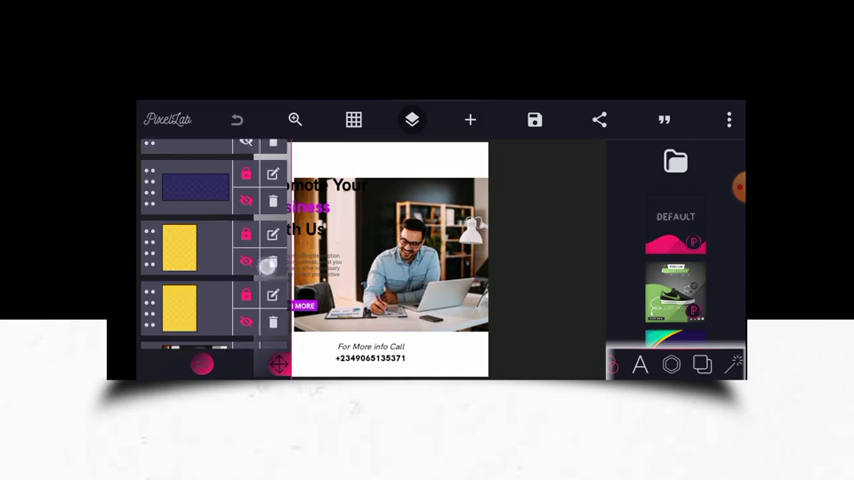 PixelLab
omote Your
siness
th Us
MORE
For More info Call
+2349065135371
DEFAULT